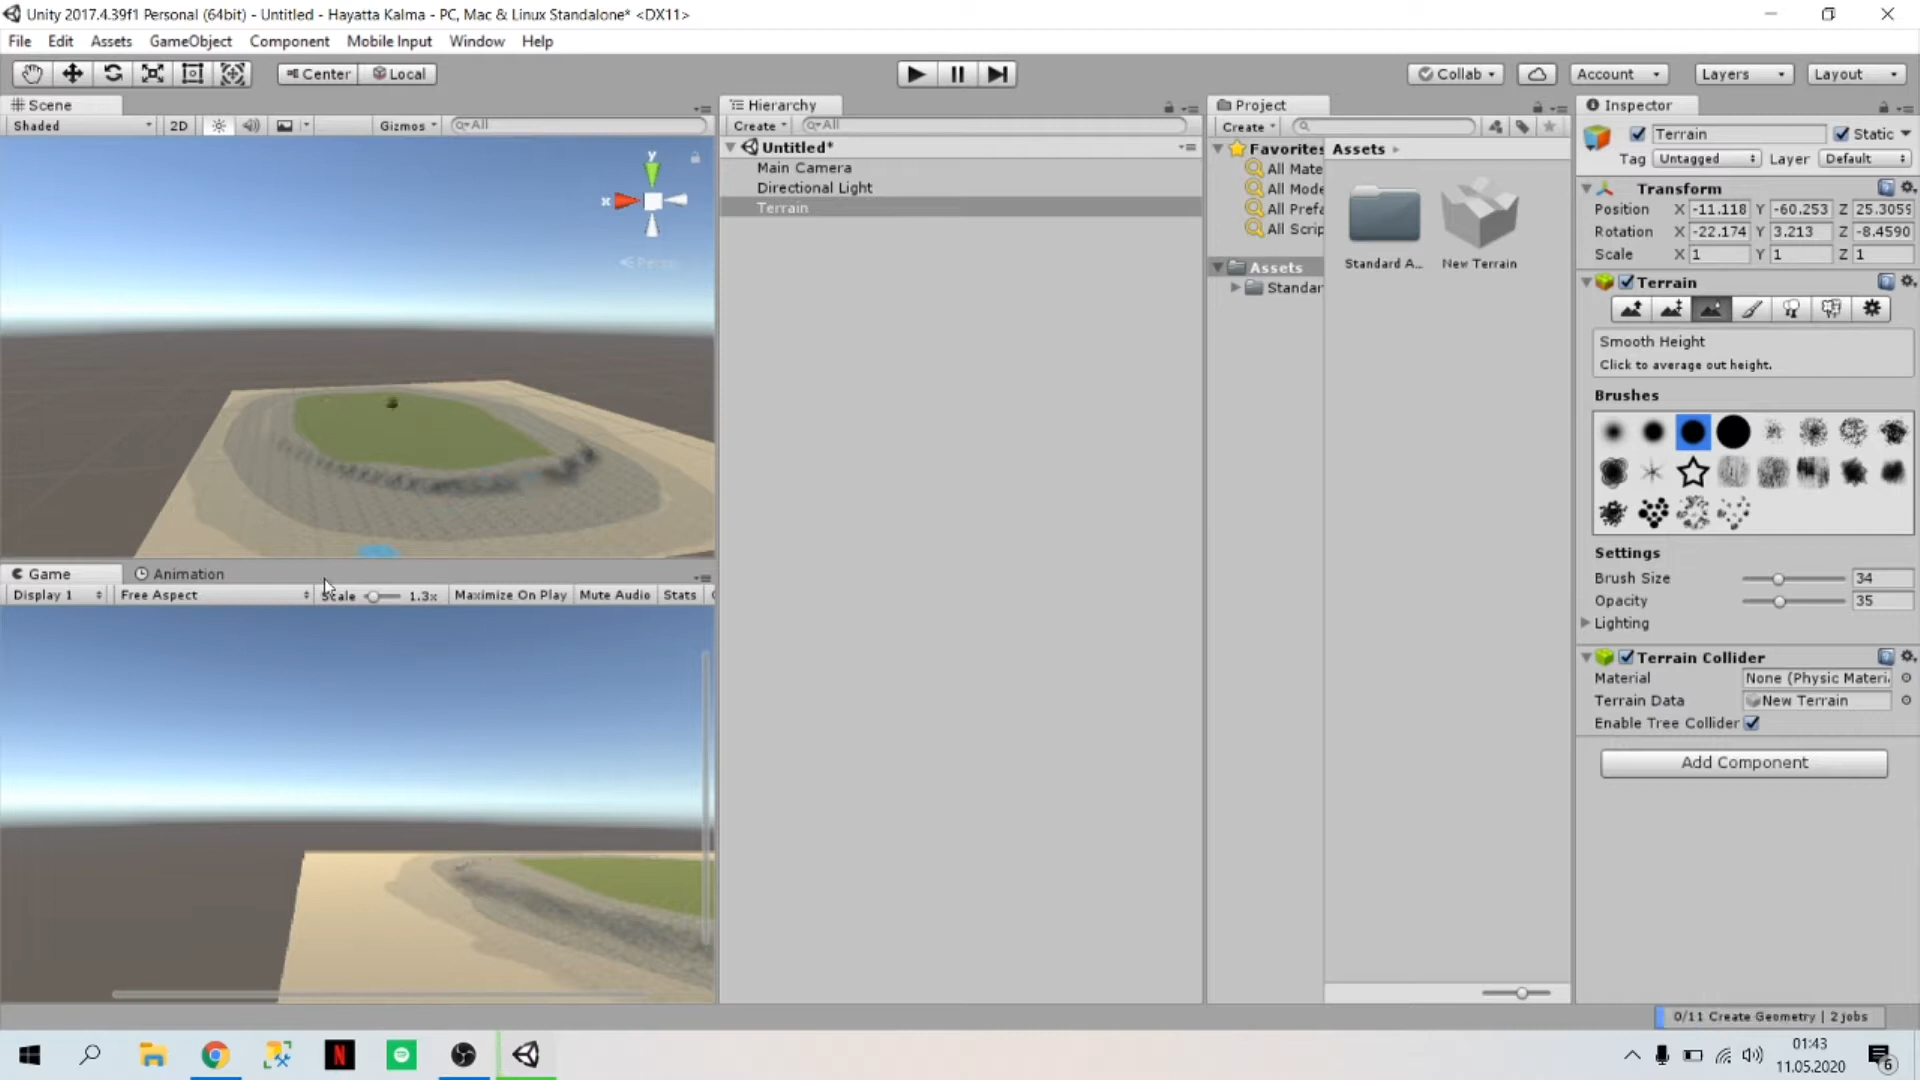 Unity 2017.4.39f1 Personal (64bit) - Untitled - Hayatta Kalma - PC, Mac & Linux Standalone* <DX11>
File Edit Assets GameObject Component Mobile Input Window Help
Center Local Collab Account Layers Layout
Scene
Shaded 2D Gizmos All
y
x
Persp
Game Animation
Display 1 Free Aspect Scale 1.3x Maximize On Play Mute Audio Stats
Hierarchy
Create All
Untitled*
Main Camera
Directional Light
Terrain
Project
Create
Favorites
All Mate
All Mode
All Prefa
All Scrip
Assets
Standar
Assets
Standard A...
New Terrain
Inspector
Terrain Static
Tag Untagged Layer Default
Transform
Position X -11.118 Y -60.253 Z 25.3059
Rotation X -22.174 Y 3.213 Z -8.4590
Scale X 1 Y 1 Z 1
Terrain
Smooth Height
Click to average out height.
Brushes
Settings
Brush Size 34
Opacity 35
Lighting
Terrain Collider
Material None (Physic Materi
Terrain Data New Terrain
Enable Tree Collider
Add Component
0/11 Create Geometry | 2 jobs
N
01:43
11.05.2020
6